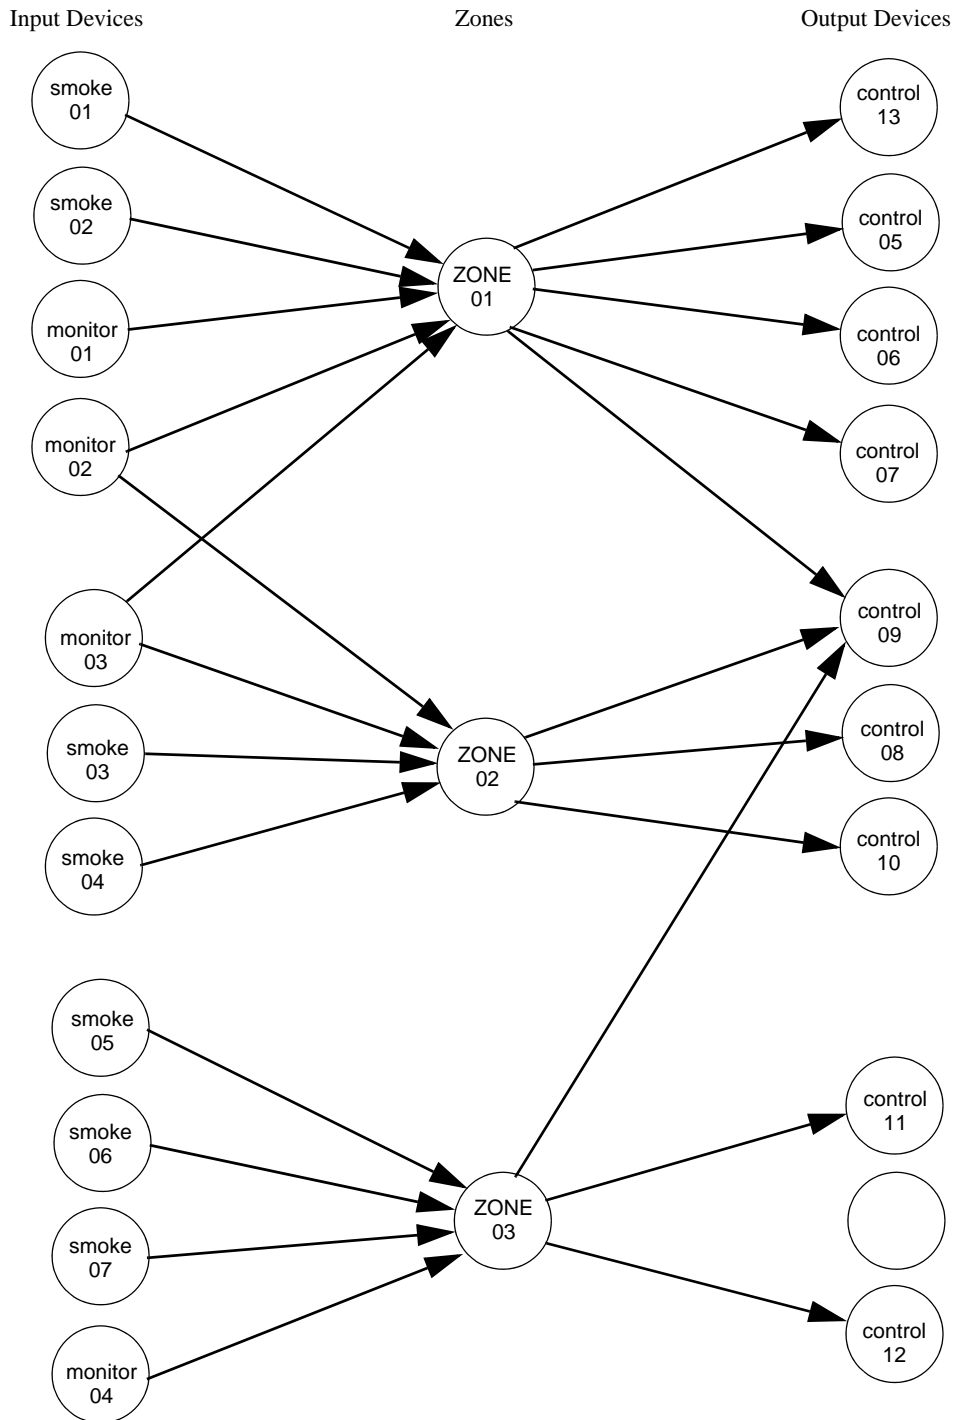 Input Devices
Zones
Output Devices
smoke
01
smoke
02
monitor
01
monitor
02
monitor
03
smoke
03
smoke
04
smoke
05
smoke
06
smoke
07
monitor
04
ZONE
01
ZONE
02
ZONE
03
control
13
control
05
control
06
control
07
control
09
control
08
control
10
control
11
control
12